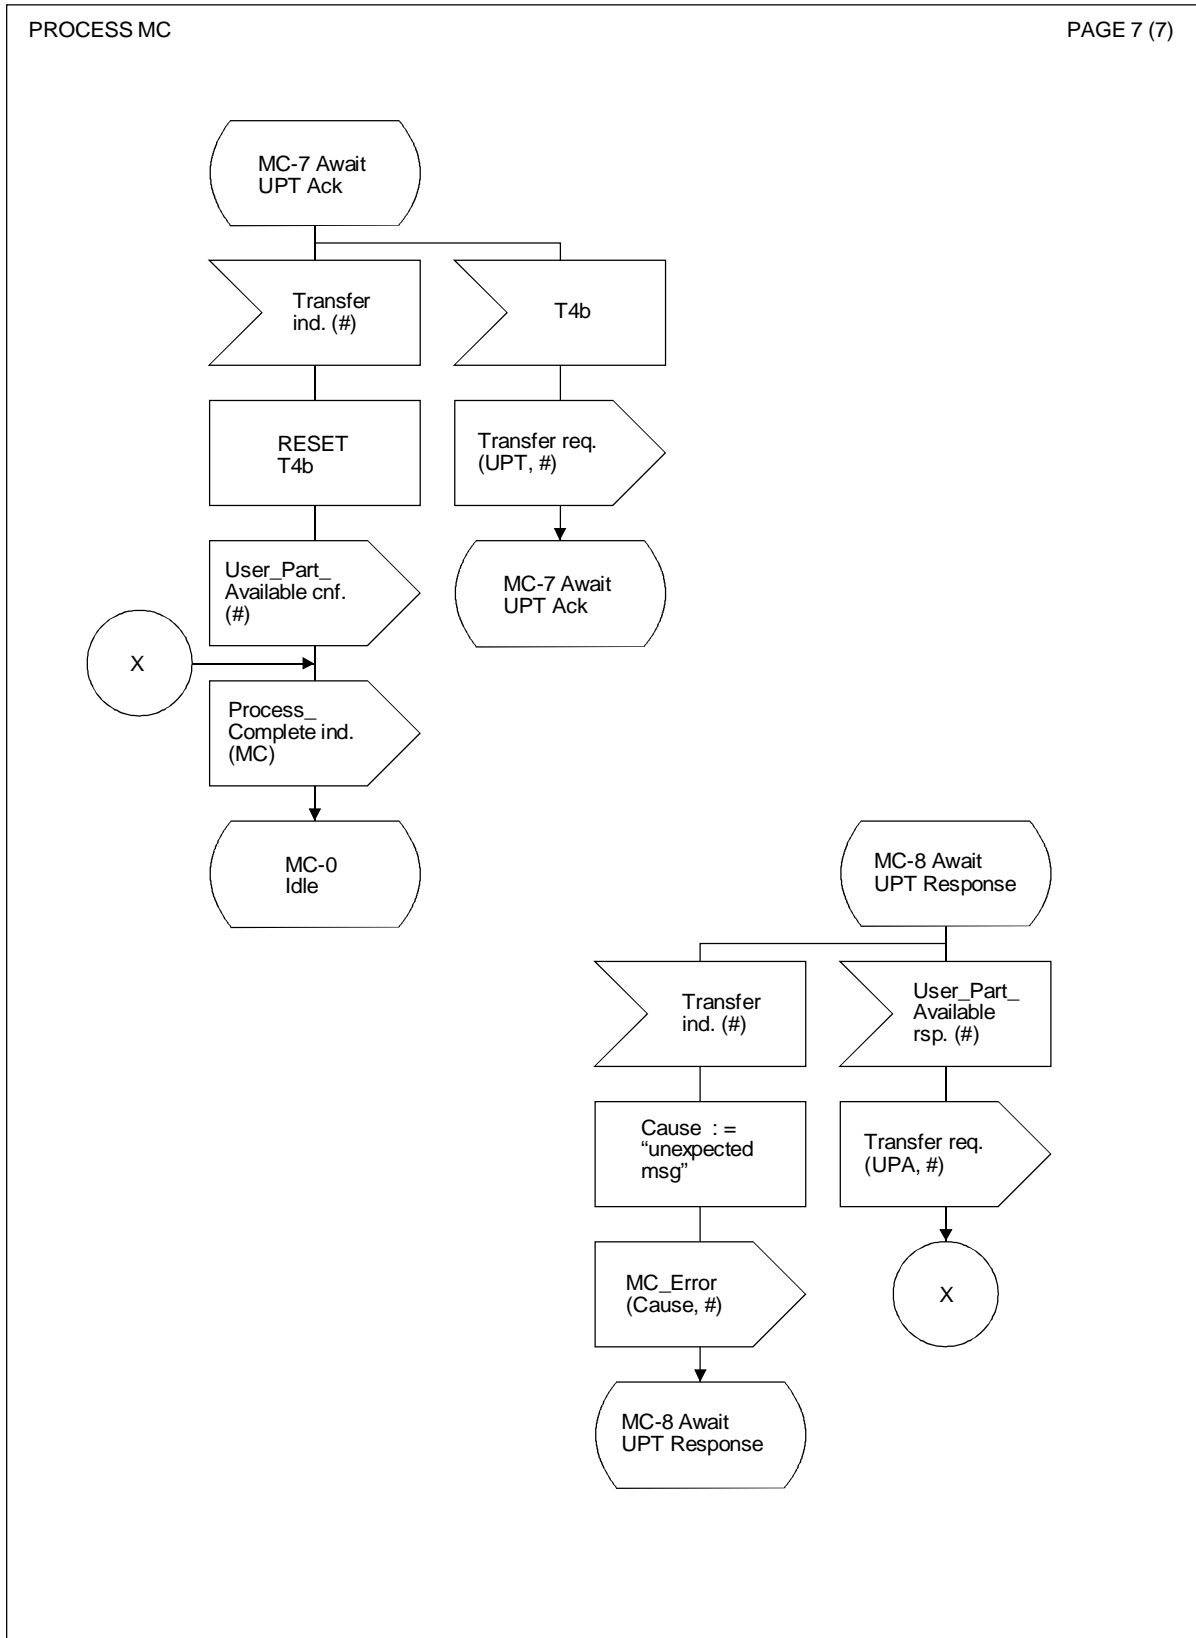 PROCESS MC
PAGE 7 (7)
MC-7 Await
UPT Ack
Transfer
ind. (#)
T4b
RESET
T4b
Transfer req.
(UPT, #)
User_Part_
Available cnf.
(#)
MC-7 Await
UPT Ack
X
Process_
Complete ind.
(MC)
MC-0
Idle
MC-8 Await
UPT Response
Transfer
ind. (#)
User_Part_
Available
rsp. (#)
Cause : =
“unexpected
msg”
Transfer req.
(UPA, #)
MC_Error
(Cause, #)
X
MC-8 Await
UPT Response